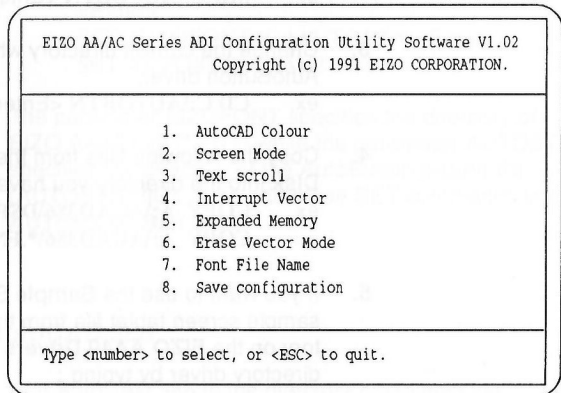 EIZO AA/AC Series ADI Configuration Utility Software V1.02
Copyright (c) 1991 EIZO CORPORATION.
1. AutoCAD Colour
2. Screen Mode
3. Text scroll
4. Interrupt Vector
5. Expanded Memory
6. Erase Vector Mode
7. Font File Name
8. Save configuration
Type <number> to select, or <ESC> to quit.